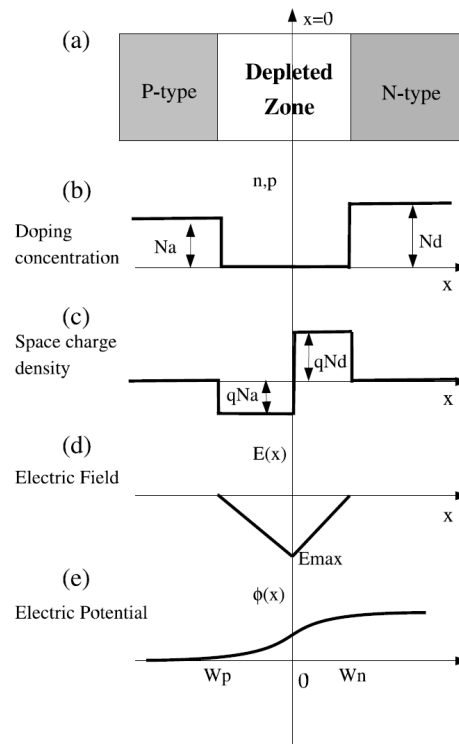 x=0
(a)
P-type
Depleted
Zone
N-type
(b)
n,p
Doping
concentration
Na
Nd
x
(c)
Space charge
density
qNa
qNd
x
(d)
E(x)
Electric Field
x
Emax
(e)
ϕ(x)
Electric Potential
Wp
0
Wn